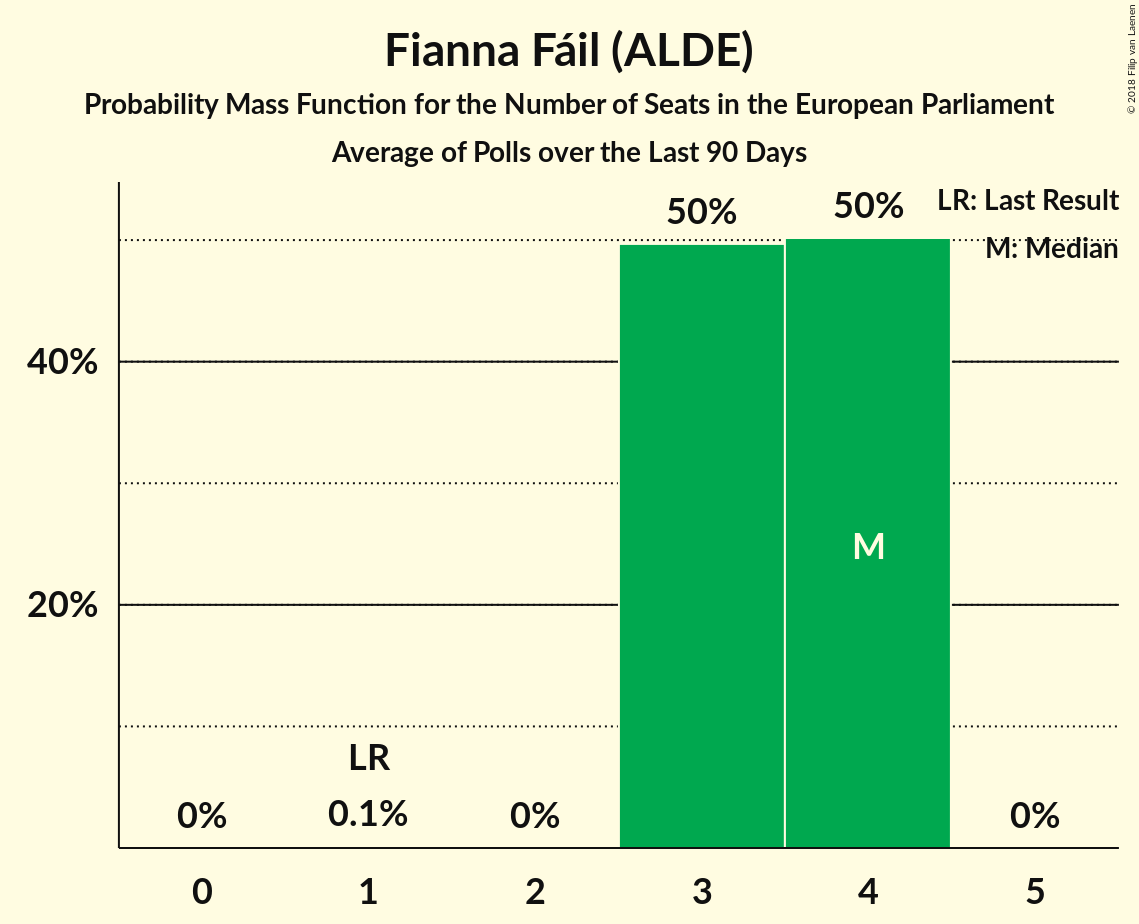 Fianna Fáil (ALDE)
Probability Mass Function for the Number of Seats in the European Parliament
Average of Polls over the Last 90 Days
© 2018 Filip van Laenen
LR: Last Result
M: Median
50%
50%
40%
20%
M
LR
0%
0.1%
0%
0%
0
1
2
3
4
5